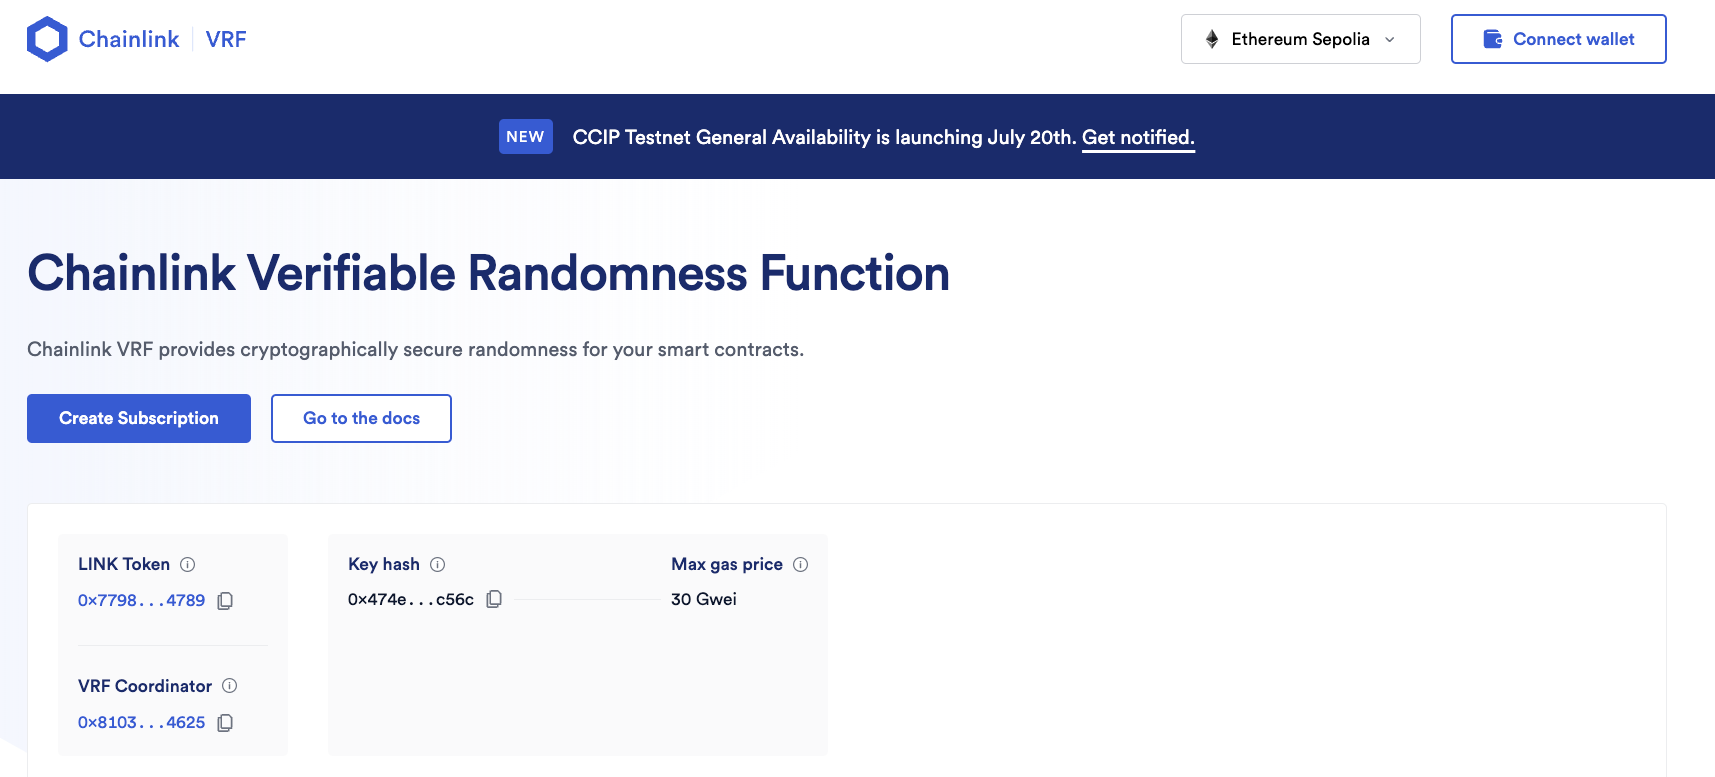 Chainlink VRF
Ethereum Sepolia
Connect wallet
NEW CCIP Testnet General Availability is launching July 20th. Get notified.
Chainlink Verifiable Randomness Function
Chainlink VRF provides cryptographically secure randomness for your smart contracts.
Create Subscription
Go to the docs
LINK Token
0x7798...4789
VRF Coordinator
0x8103...4625
Key hash
0x474e...c56c
Max gas price
30 Gwei